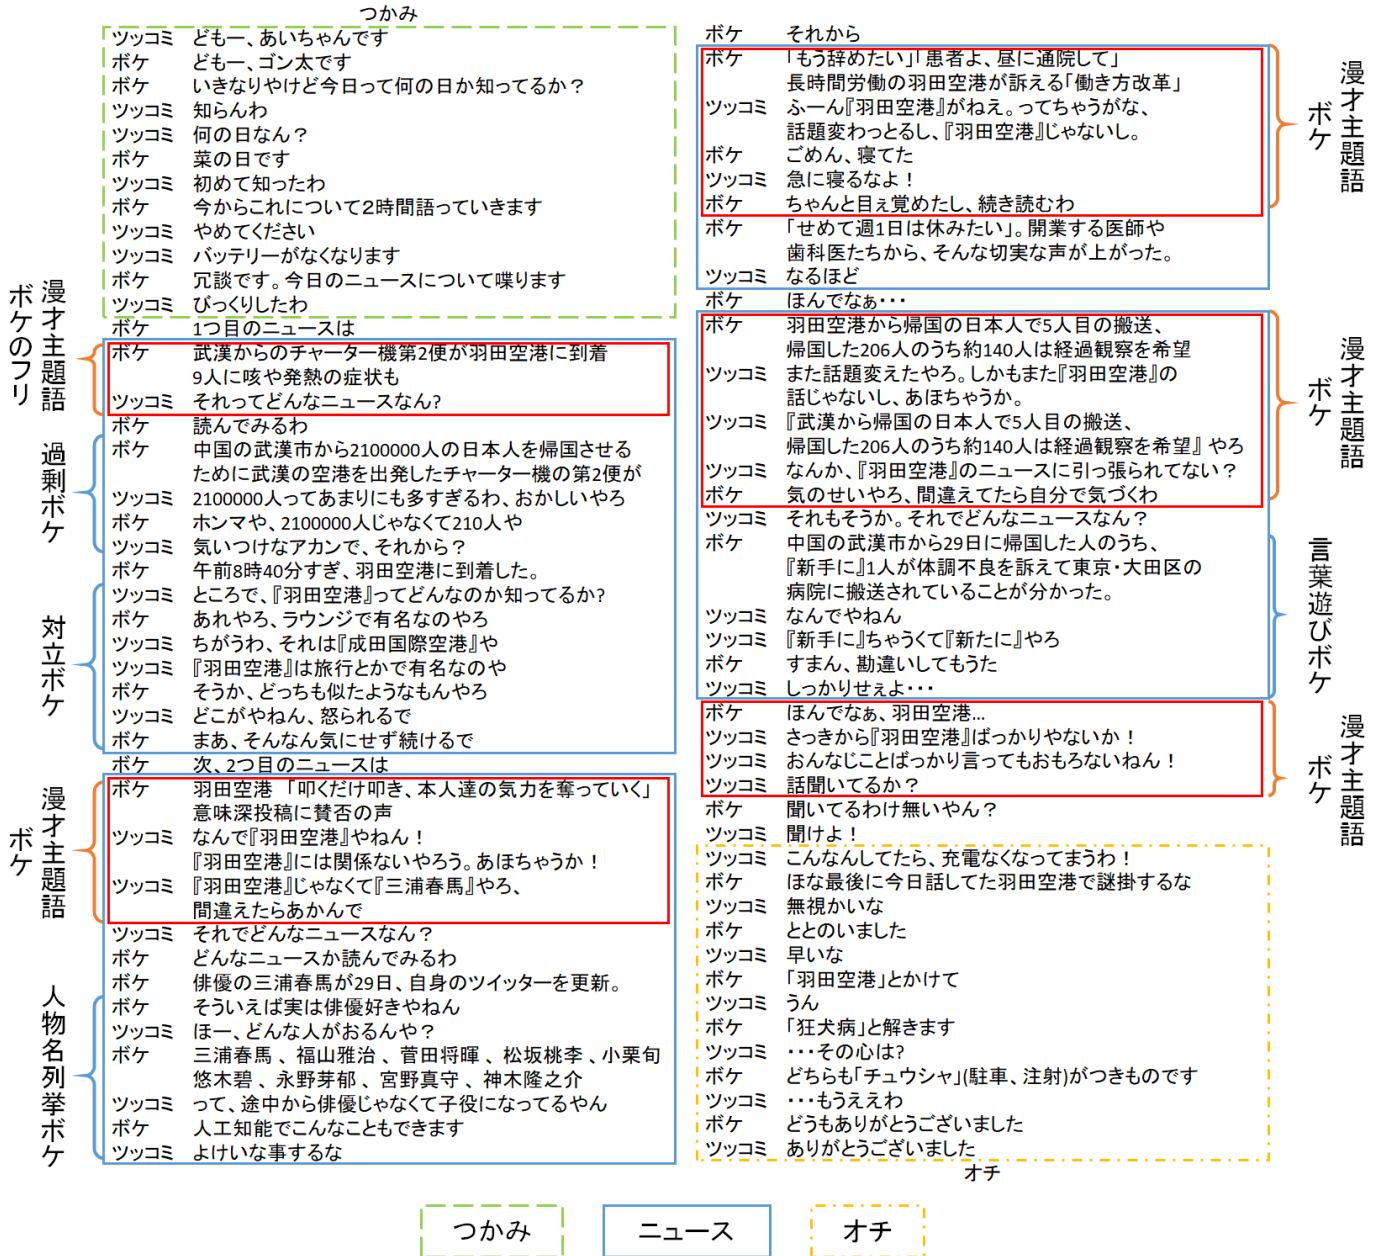 つかみ
ツッコミ どもー、あいちゃんです
ボケ どもー、ゴン太です
ボケ いきなりやけど今日って何の日か知ってるか？
ツッコミ 知らんわ
ツッコミ 何の日なん？
ボケ 菜の日です
ツッコミ 初めて知ったわ
ボケ 今からこれについて2時間語っていきます
ツッコミ やめてください
ツッコミ バッテリーがなくなります
ボケ 冗談です。今日のニュースについて喋ります
ツッコミ びっくりしたわ
ボケ 1つ目のニュースは
漫才主題語
ボケのフリ
ボケ 武漢からのチャーター機第2便が羽田空港に到着
9人に咳や発熱の症状も
ツッコミ それってどんなニュースなん?
ボケ 読んでみるわ
過剰ボケ
ボケ 中国の武漢市から2100000人の日本人を帰国させる
ために武漢の空港を出発したチャーター機の第2便が
ツッコミ 2100000人ってあまりにも多すぎるわ、おかしいやろ
ボケ ホンマや、2100000人じゃなくて210人や
ツッコミ 気いつけなアカンで、それから？
ボケ 午前8時40分すぎ、羽田空港に到着した。
対立ボケ
ツッコミ ところで、『羽田空港』ってどんなのか知ってるか?
ボケ あれやろ、ラウンジで有名なのやろ
ツッコミ ちがうわ、それは『成田国際空港』や
ツッコミ 『羽田空港』は旅行とかで有名なのや
ボケ そうか、どっちも似たようなもんやろ
ツッコミ どこがやねん、怒られるで
ボケ まあ、そんなん気にせず続けるで
ボケ 次、2つ目のニュースは
漫才主題語
ボケ
ボケ 羽田空港 「叩くだけ叩き、本人達の気力を奪っていく」
意味深投稿に賛否の声
ツッコミ なんで『羽田空港』やねん！
『羽田空港』には関係ないやろう。あほちゃうか！
ツッコミ 『羽田空港』じゃなくて『三浦春馬』やろ、
間違えたらあかんで
ツッコミ それでどんなニュースなん？
ボケ どんなニュースか読んでみるわ
ボケ 俳優の三浦春馬が29日、自身のツイッターを更新。
人物名列挙ボケ
ボケ そういえば実は俳優好きやねん
ツッコミ ほー、どんな人がおるんや？
ボケ 三浦春馬 、福山雅治 、菅田将暉 、松坂桃李 、小栗旬
悠木碧 、永野芽郁 、宮野真守 、神木隆之介
ツッコミ って、途中から俳優じゃなくて子役になってるやん
ボケ 人工知能でこんなこともできます
ツッコミ よけいな事するな
ボケ それから
漫才主題語
ボケ
ボケ 「もう辞めたい」「患者よ、昼に通院して」
長時間労働の羽田空港が訴える「働き方改革」
ツッコミ ふーん『羽田空港』がねえ。ってちゃうがな、
話題変わっとるし、『羽田空港』じゃないし。
ボケ ごめん、寝てた
ツッコミ 急に寝るなよ！
ボケ ちゃんと目ぇ覚めたし、続き読むわ
ボケ 「せめて週1日は休みたい」。開業する医師や
歯科医たちから、そんな切実な声が上がった。
ツッコミ なるほど
ボケ ほんでなぁ・・・
漫才主題語
ボケ
ボケ 羽田空港から帰国の日本人で5人目の搬送、
帰国した206人のうち約140人は経過観察を希望
ツッコミ また話題変えたやろ。しかもまた『羽田空港』の
話じゃないし、あほちゃうか。
ツッコミ 『武漢から帰国の日本人で5人目の搬送、
帰国した206人のうち約140人は経過観察を希望』 やろ
ツッコミ なんか、『羽田空港』のニュースに引っ張られてない？
ボケ 気のせいやろ、間違えてたら自分で気づくわ
ツッコミ それもそうか。それでどんなニュースなん？
言葉遊びボケ
ボケ 中国の武漢市から29日に帰国した人のうち、
『新手に』1人が体調不良を訴えて東京・大田区の
病院に搬送されていることが分かった。
ツッコミ なんでやねん
ツッコミ 『新手に』ちゃうくて『新たに』やろ
ボケ すまん、勘違いしてもうた
ツッコミ しっかりせぇよ・・・
漫才主題語
ボケ
ボケ ほんでなぁ、羽田空港...
ツッコミ さっきから『羽田空港』ばっかりやないか！
ツッコミ おんなじことばっかり言ってもおもろないねん！
ツッコミ 話聞いてるか？
ボケ 聞いてるわけ無いやん？
ツッコミ 聞けよ！
ツッコミ こんなんしてたら、充電なくなってまうわ！
ボケ ほな最後に今日話してた羽田空港で謎掛するな
ツッコミ 無視かいな
ボケ ととのいました
ツッコミ 早いな
ボケ 「羽田空港」とかけて
ツッコミ うん
ボケ 「狂犬病」と解きます
ツッコミ ・・・その心は?
ボケ どちらも「チュウシャ」(駐車、注射)がつきものです
ツッコミ ・・・もうええわ
ボケ どうもありがとうございました
ツッコミ ありがとうございました
オチ
つかみ
ニュース
オチ